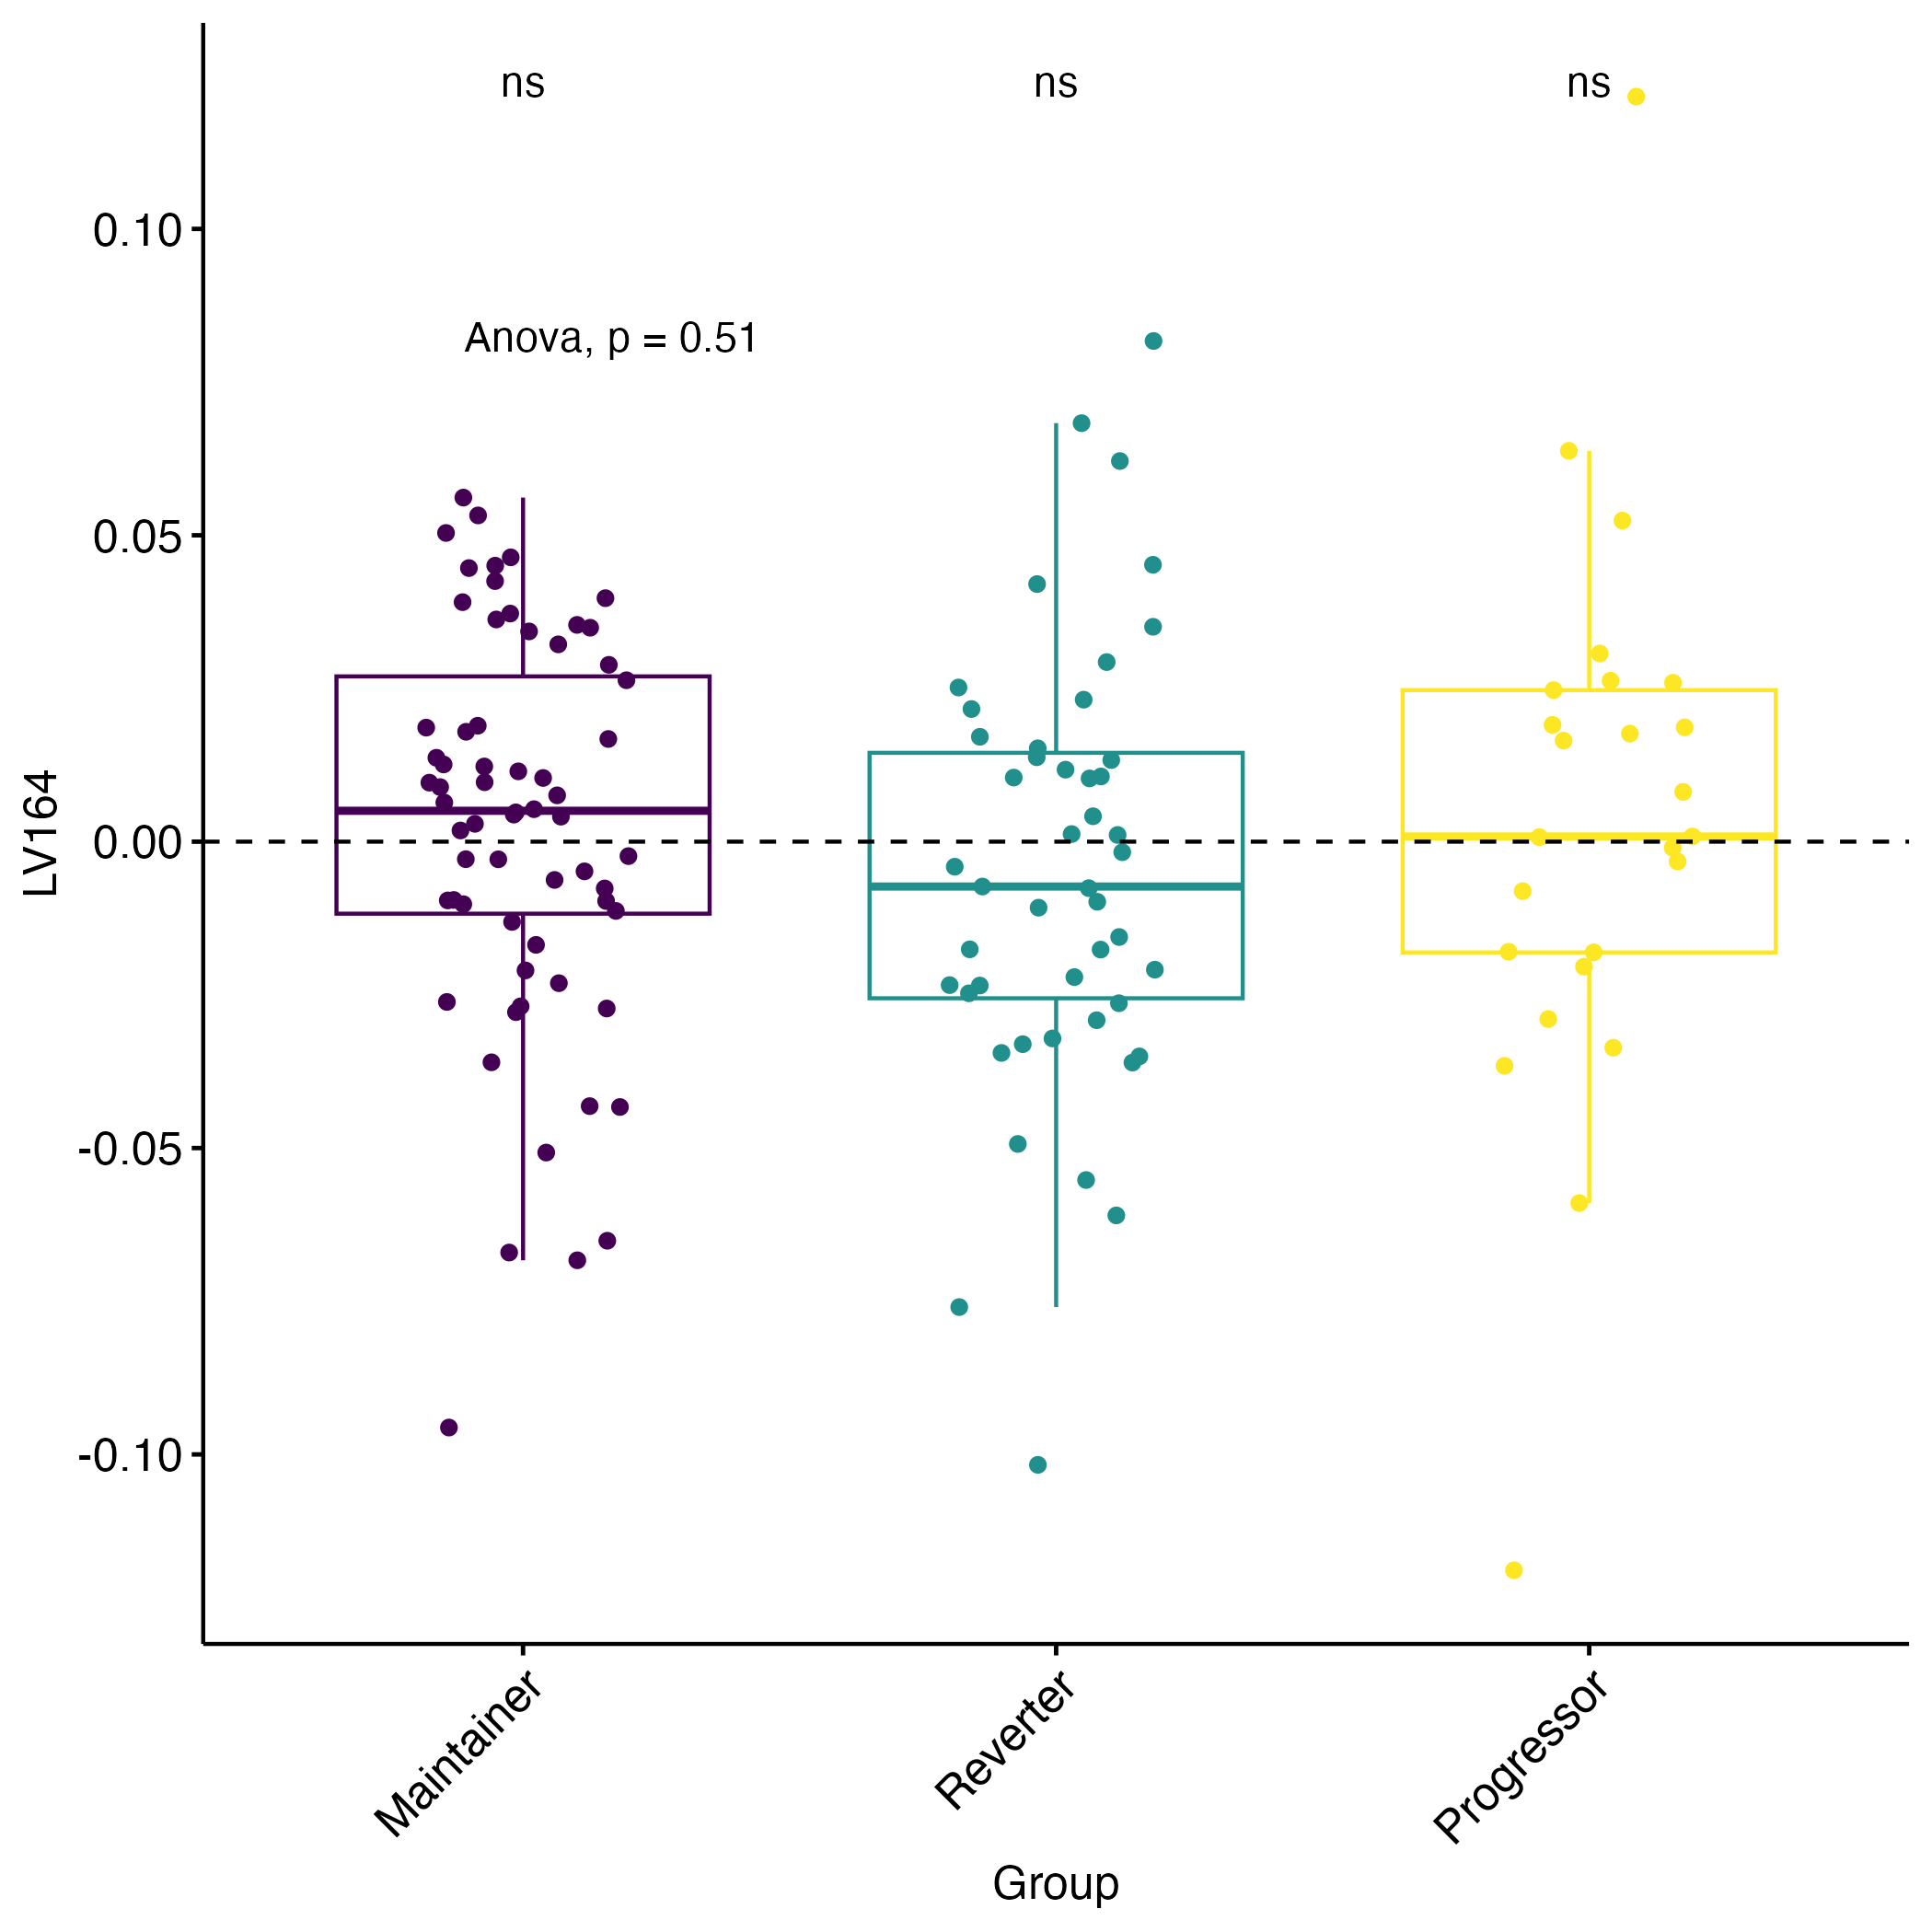 ns ns ns
Anova, p = 0.51
LV164
0.10
0.05
0.00
-0.05
-0.10
Maintainer
Reverter
Progressor
Group